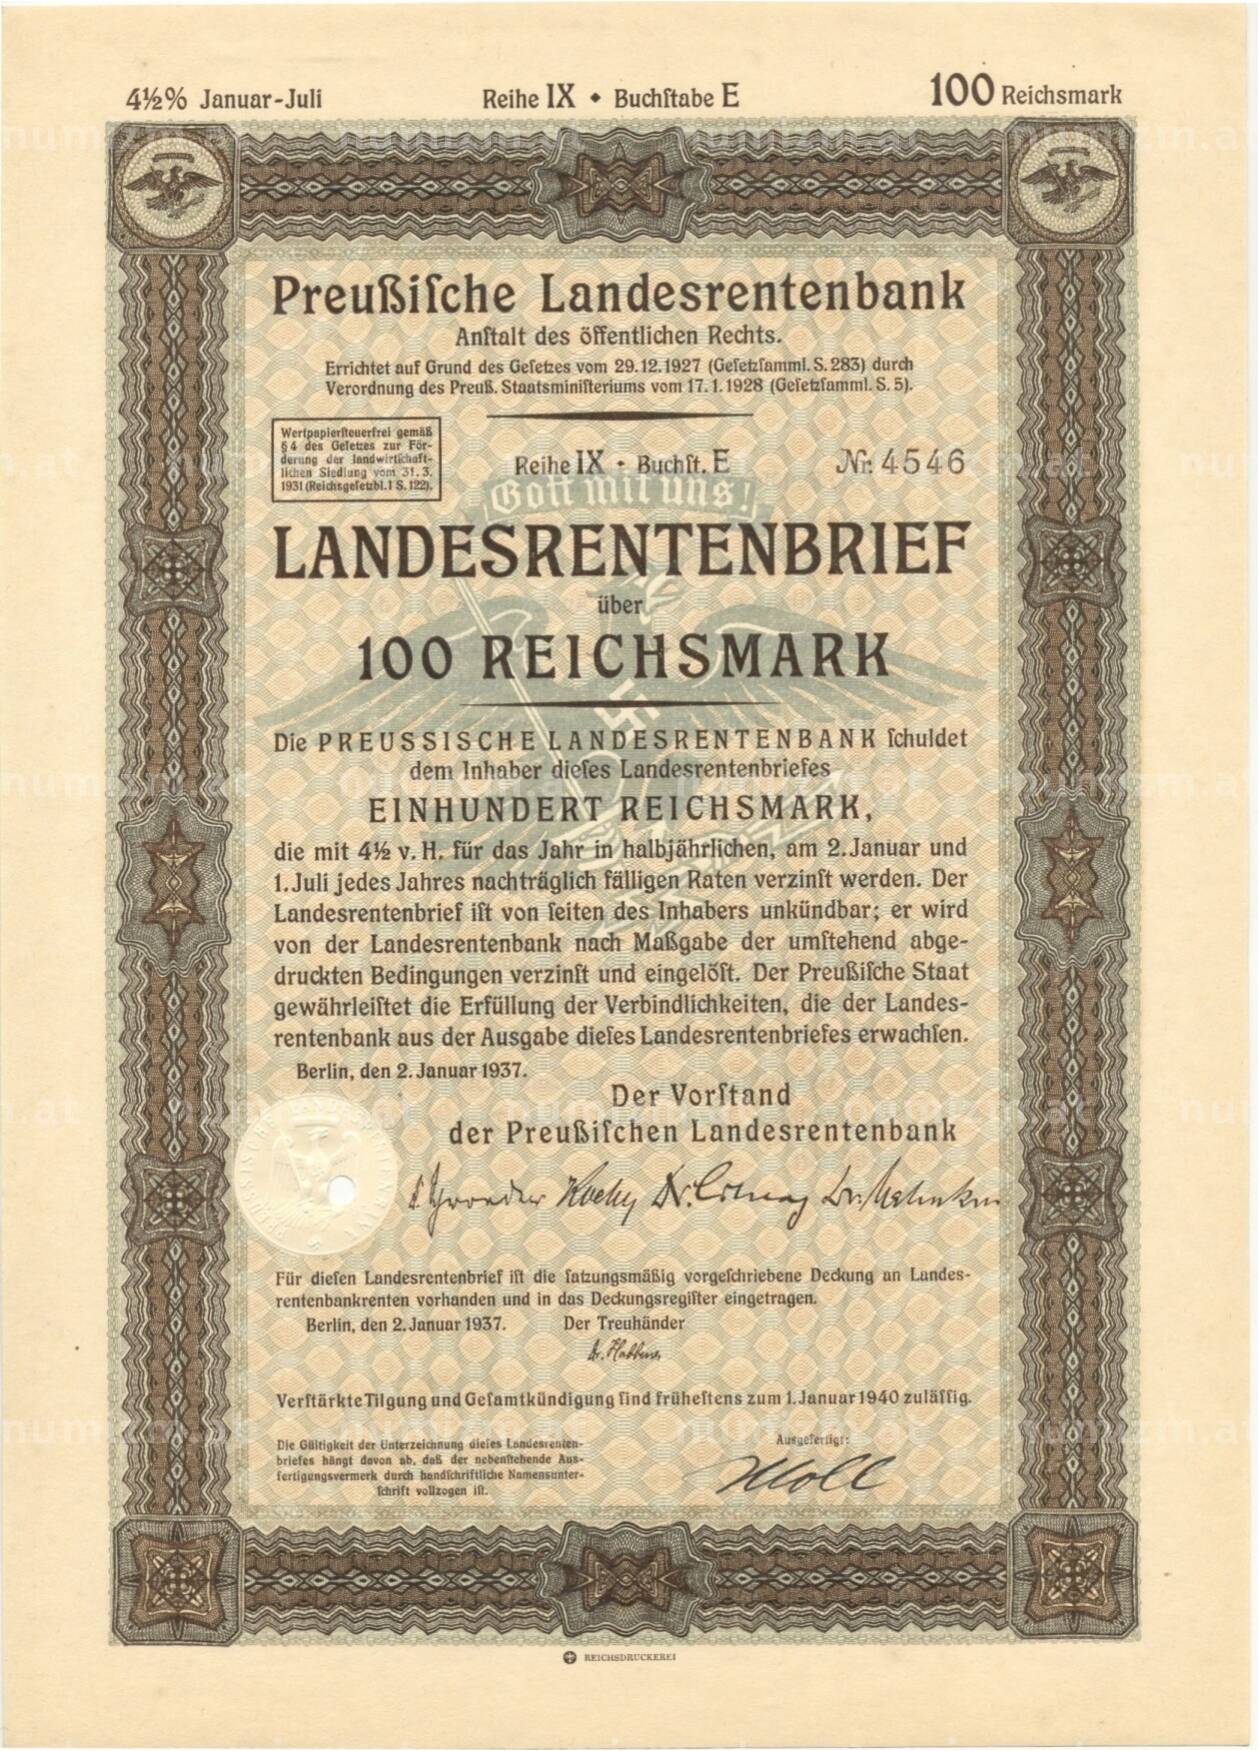 4½% Januar-Juli
Reihe IX • Buchſtabe E
100 Reichsmark
Preußiſche Landesrentenbank
Anſtalt des öffentlichen Rechts.
Errichtet auf Grund des Geſetzes vom 29.12.1927 (Geſetzſamml. S. 283) durch
Verordnung des Preuß. Staatsminiſteriums vom 17.1.1928 (Geſetzſamml. S. 5).
Wertpapierſteuerfrei gemäß
§ 4 des Geſetzes zur För-
derung der landwirtſchaft-
lichen Siedlung vom 31.3.
1931 (Reichsgeſetzbl. I S. 122).
Reihe IX • Buchſt. E
Nr. 4546
Gott mit uns!
LANDESRENTENBRIEF
über
100 REICHSMARK
Die PREUSSISCHE LANDESRENTENBANK ſchuldet
dem Inhaber dieſes Landesrentenbriefes
EINHUNDERT REICHSMARK,
die mit 4½ v. H. für das Jahr in halbjährlichen, am 2. Januar und
1. Juli jedes Jahres nachträglich fälligen Raten verzinſt werden. Der
Landesrentenbrief iſt von ſeiten des Inhabers unkündbar; er wird
von der Landesrentenbank nach Maßgabe der umſtehend abge-
druckten Bedingungen verzinſt und eingelöſt. Der Preußiſche Staat
gewährleiſtet die Erfüllung der Verbindlichkeiten, die der Landes-
rentenbank aus der Ausgabe dieſes Landesrentenbriefes erwachſen.
Berlin, den 2. Januar 1937.
Der Vorſtand
der Preußiſchen Landesrentenbank
Für dieſen Landesrentenbrief iſt die ſatzungsmäßig vorgeſchriebene Deckung an Landes-
rentenbankrenten vorhanden und in das Deckungsregiſter eingetragen.
Berlin, den 2. Januar 1937. Der Treuhänder
Verſtärkte Tilgung und Geſamtkündigung ſind früheſtens zum 1. Januar 1940 zuläſſig.
Die Gültigkeit der Unterzeichnung dieſes Landesrenten-
briefes hängt davon ab, daß der nebenſtehende Aus-
fertigungsvermerk durch handſchriftliche Namensunter-
ſchrift vollzogen iſt.
Ausgefertigt:
Moll
REICHSDRUCKEREI
numizm.at